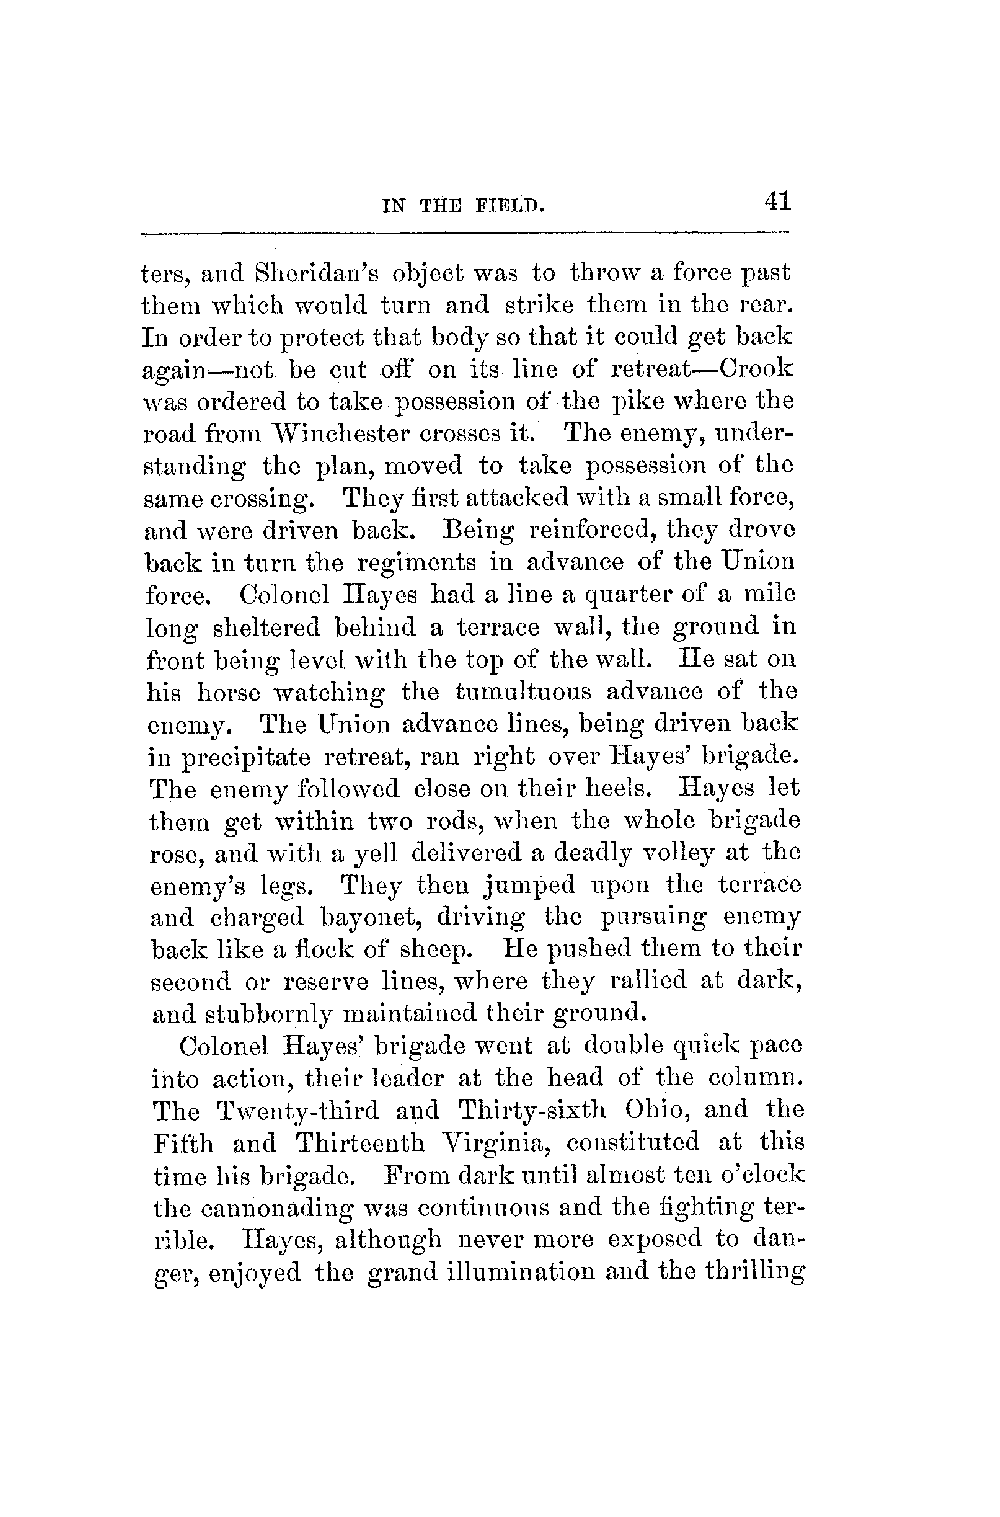 IN THE FIELD. 41
ters, and Sheridan's object was to throw a force past
them which would turn and strike them in the rear.
In order to protect that body so that it could get back
again—not be cut off on its line of retreat—Crook
was ordered to take possession of the pike where the
road from Winchester crosses it. The enemy, under-
standing the plan, moved to take possession of the
same crossing. They first attacked with a small force,
and were driven back. Being reinforced, they drove
back in turn the regiments in advance of the Union
force. Colonel Hayes had a line a quarter of a mile
long sheltered behind a terrace wall, the ground in
front being level with the top of the wall. He sat on
his horse watching the tumultuous advance of the
enemy. The Union advance lines, being driven back
in precipitate retreat, ran right over Hayes' brigade.
The enemy followed close on their heels. Hayes let
them get within two rods, when the whole brigade
rose, and with a yell delivered a deadly volley at the
enemy's legs. They then jumped upon the terrace
and charged bayonet, driving the pursuing enemy
back like a flock of sheep. He pushed them to their
second or reserve lines, where they rallied at dark,
and stubbornly maintained their ground.
Colonel Hayes' brigade went at double quick pace
into action, their leader at the head of the column.
The Twenty-third and Thirty-sixth Ohio, and the
Fifth and Thirteenth Virginia, constituted at this
time his brigade. From dark until almost ten o'clock
the cannonading was continuous and the fighting ter-
rible. Hayes, although never more exposed to dan-
ger, enjoyed the grand illumination and the thrilling